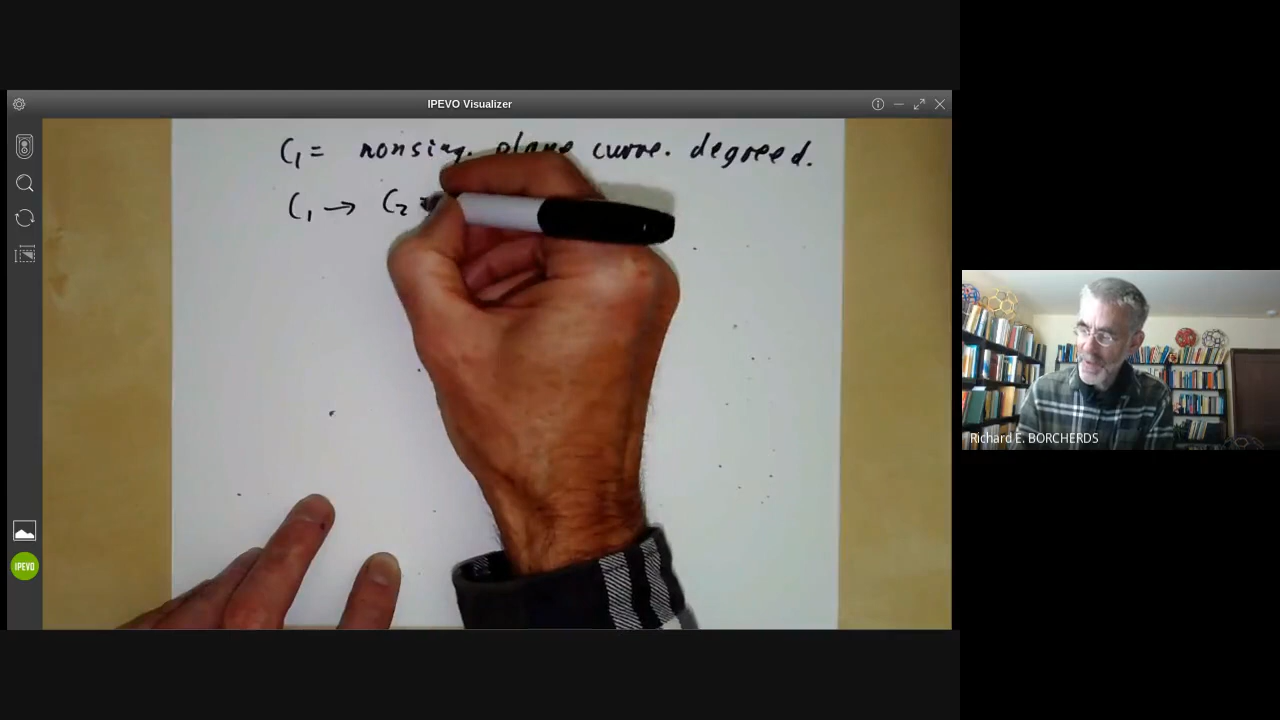 IPEVO Visualizer
C₁ = nonsing. plane curve. degree d.
C₁ → C₂
IPEVO
Richard E. BORCHERDS